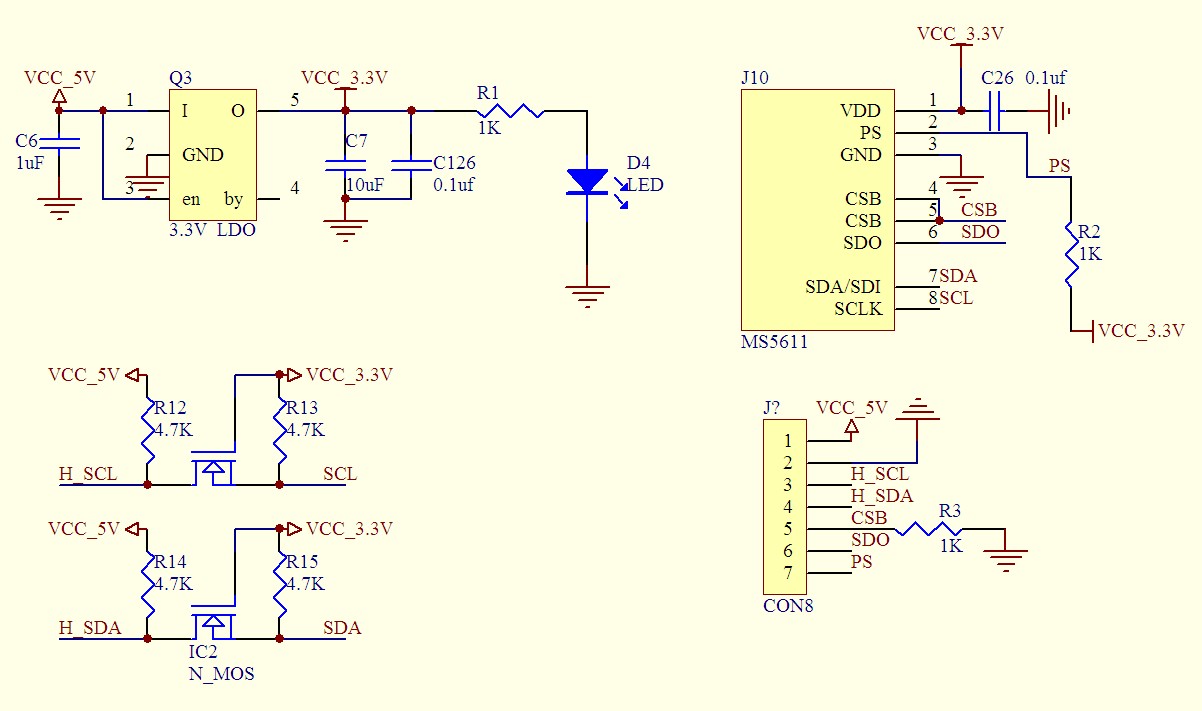 VCC_5V
Q3
VCC_3.3V
1
I
O
5
R1
1K
C6
1uF
2
GND
C7
10uF
C126
0.1uf
D4
LED
3
en
by
4
3.3V LDO
VCC_3.3V
J10
C26 0.1uf
VDD
1
PS
2
GND
3
PS
CSB
4
CSB
5
CSB
SDO
6
SDO
R2
1K
SDA/SDI
7
SDA
SCLK
8
SCL
VCC_3.3V
MS5611
VCC_5V
VCC_3.3V
R12
4.7K
R13
4.7K
H_SCL
SCL
VCC_5V
VCC_3.3V
R14
4.7K
R15
4.7K
H_SDA
SDA
IC2
N_MOS
J?
VCC_5V
1
2
3
H_SCL
4
H_SDA
5
CSB
R3
1K
6
SDO
7
PS
CON8